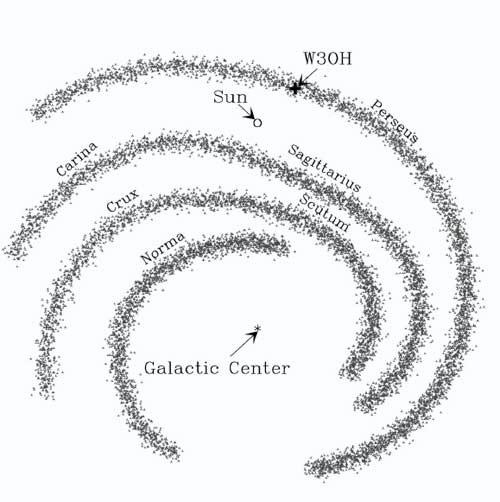 W3OH
Sun
Perseus
Carina
Sagittarius
Crux
Scutum
Norma
Galactic Center